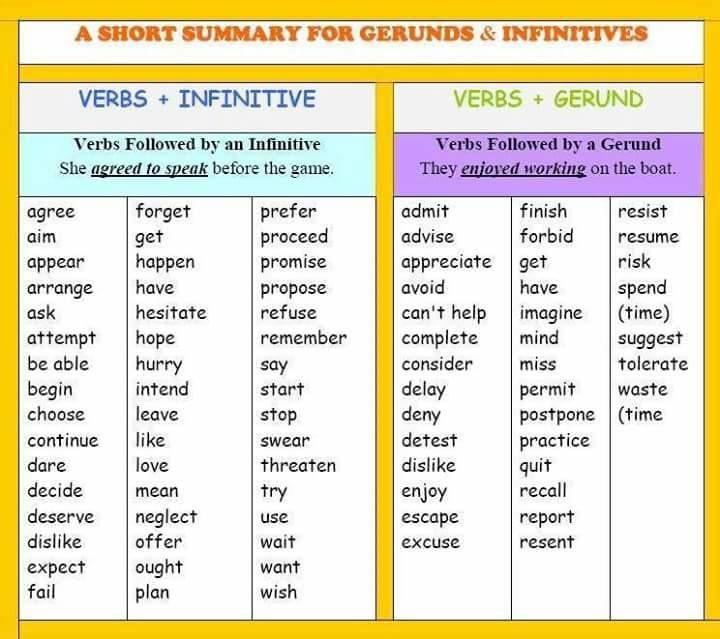 A SHORT SUMMARY FOR GERUNDS & INFINITIVES
VERBS + INFINITIVE
Verbs Followed by an Infinitive
She agreed to speak before the game.
agree
aim
appear
arrange
ask
attempt
be able
begin
choose
continue
dare
decide
deserve
dislike
expect
fail
forget
get
happen
have
hesitate
hope
hurry
intend
leave
like
love
mean
neglect
offer
ought
plan
prefer
proceed
promise
propose
refuse
remember
say
start
stop
swear
threaten
try
use
wait
want
wish
VERBS + GERUND
Verbs Followed by a Gerund
They enjoyed working on the boat.
admit
advise
appreciate
avoid
can't help
complete
consider
delay
deny
detest
dislike
enjoy
escape
excuse
finish
forbid
get
have
imagine
mind
miss
permit
postpone
practice
quit
recall
report
resent
resist
resume
risk
spend
(time)
suggest
tolerate
waste
(time